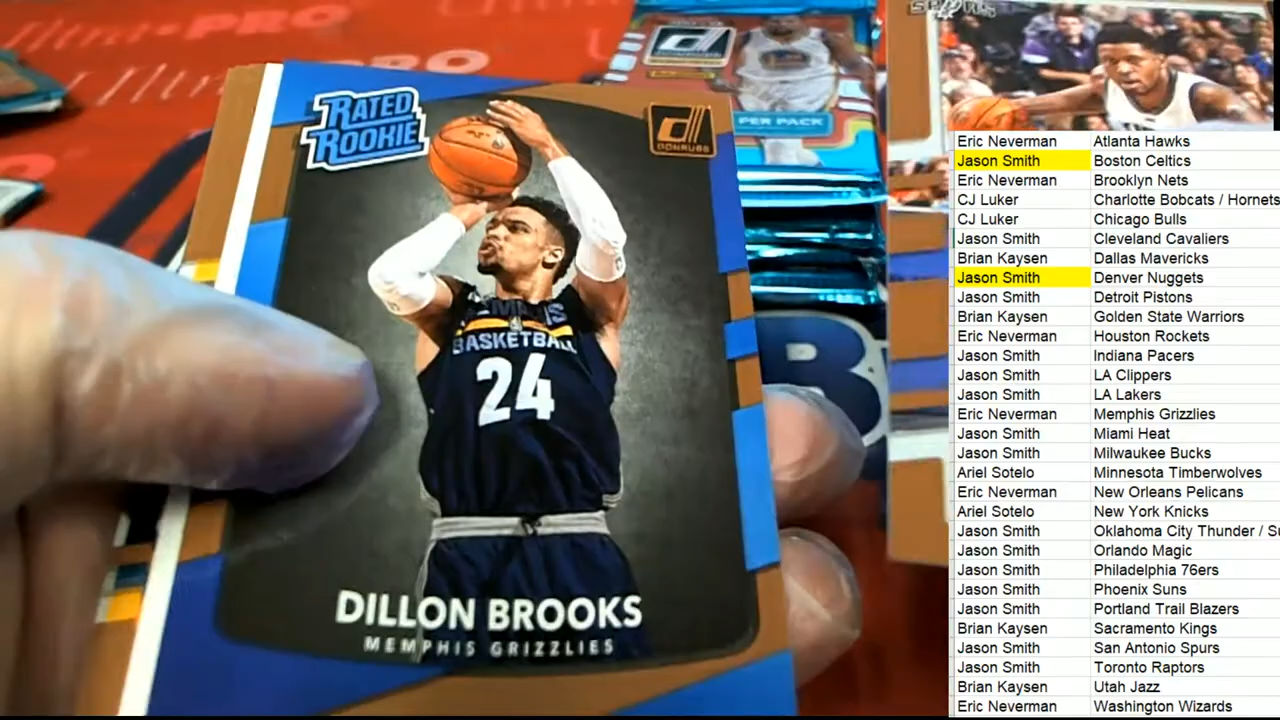 PRO
PRO
SPURS
RATED
ROOKIE
DONRUSS
PER PACK
MEMPHIS
BASKETBALL
24
DILLON BROOKS
MEMPHIS GRIZZLIES
Eric Neverman Atlanta Hawks
Jason Smith Boston Celtics
Eric Neverman Brooklyn Nets
CJ Luker Charlotte Bobcats / Hornets
CJ Luker Chicago Bulls
Jason Smith Cleveland Cavaliers
Brian Kaysen Dallas Mavericks
Jason Smith Denver Nuggets
Jason Smith Detroit Pistons
Brian Kaysen Golden State Warriors
Eric Neverman Houston Rockets
Jason Smith Indiana Pacers
Jason Smith LA Clippers
Jason Smith LA Lakers
Eric Neverman Memphis Grizzlies
Jason Smith Miami Heat
Jason Smith Milwaukee Bucks
Ariel Sotelo Minnesota Timberwolves
Eric Neverman New Orleans Pelicans
Ariel Sotelo New York Knicks
Jason Smith Oklahoma City Thunder / S
Jason Smith Orlando Magic
Jason Smith Philadelphia 76ers
Jason Smith Phoenix Suns
Jason Smith Portland Trail Blazers
Brian Kaysen Sacramento Kings
Jason Smith San Antonio Spurs
Jason Smith Toronto Raptors
Brian Kaysen Utah Jazz
Eric Neverman Washington Wizards